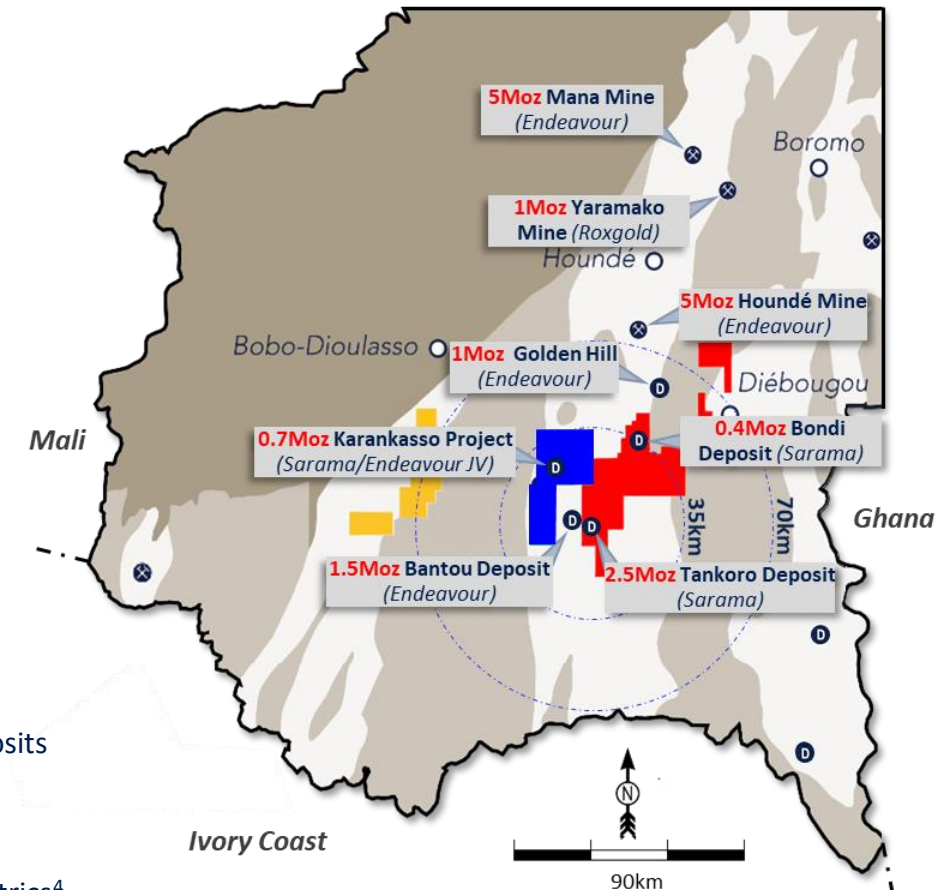 5Moz Mana Mine
(Endeavour)
Boromo
1Moz Yaramako
Mine (Roxgold)
Houndé
5Moz Houndé Mine
(Endeavour)
Bobo-Dioulasso
1Moz Golden Hill
(Endeavour)
Diébougou
Mali
0.7Moz Karankasso Project
(Sarama/Endeavour JV)
0.4Moz Bondi
Deposit (Sarama)
D
D
D
D
D
35km
70km
Ghana
1.5Moz Bantou Deposit
(Endeavour)
2.5Moz Tankoro Deposit
(Sarama)
D
D
osits
N
Ivory Coast
90km